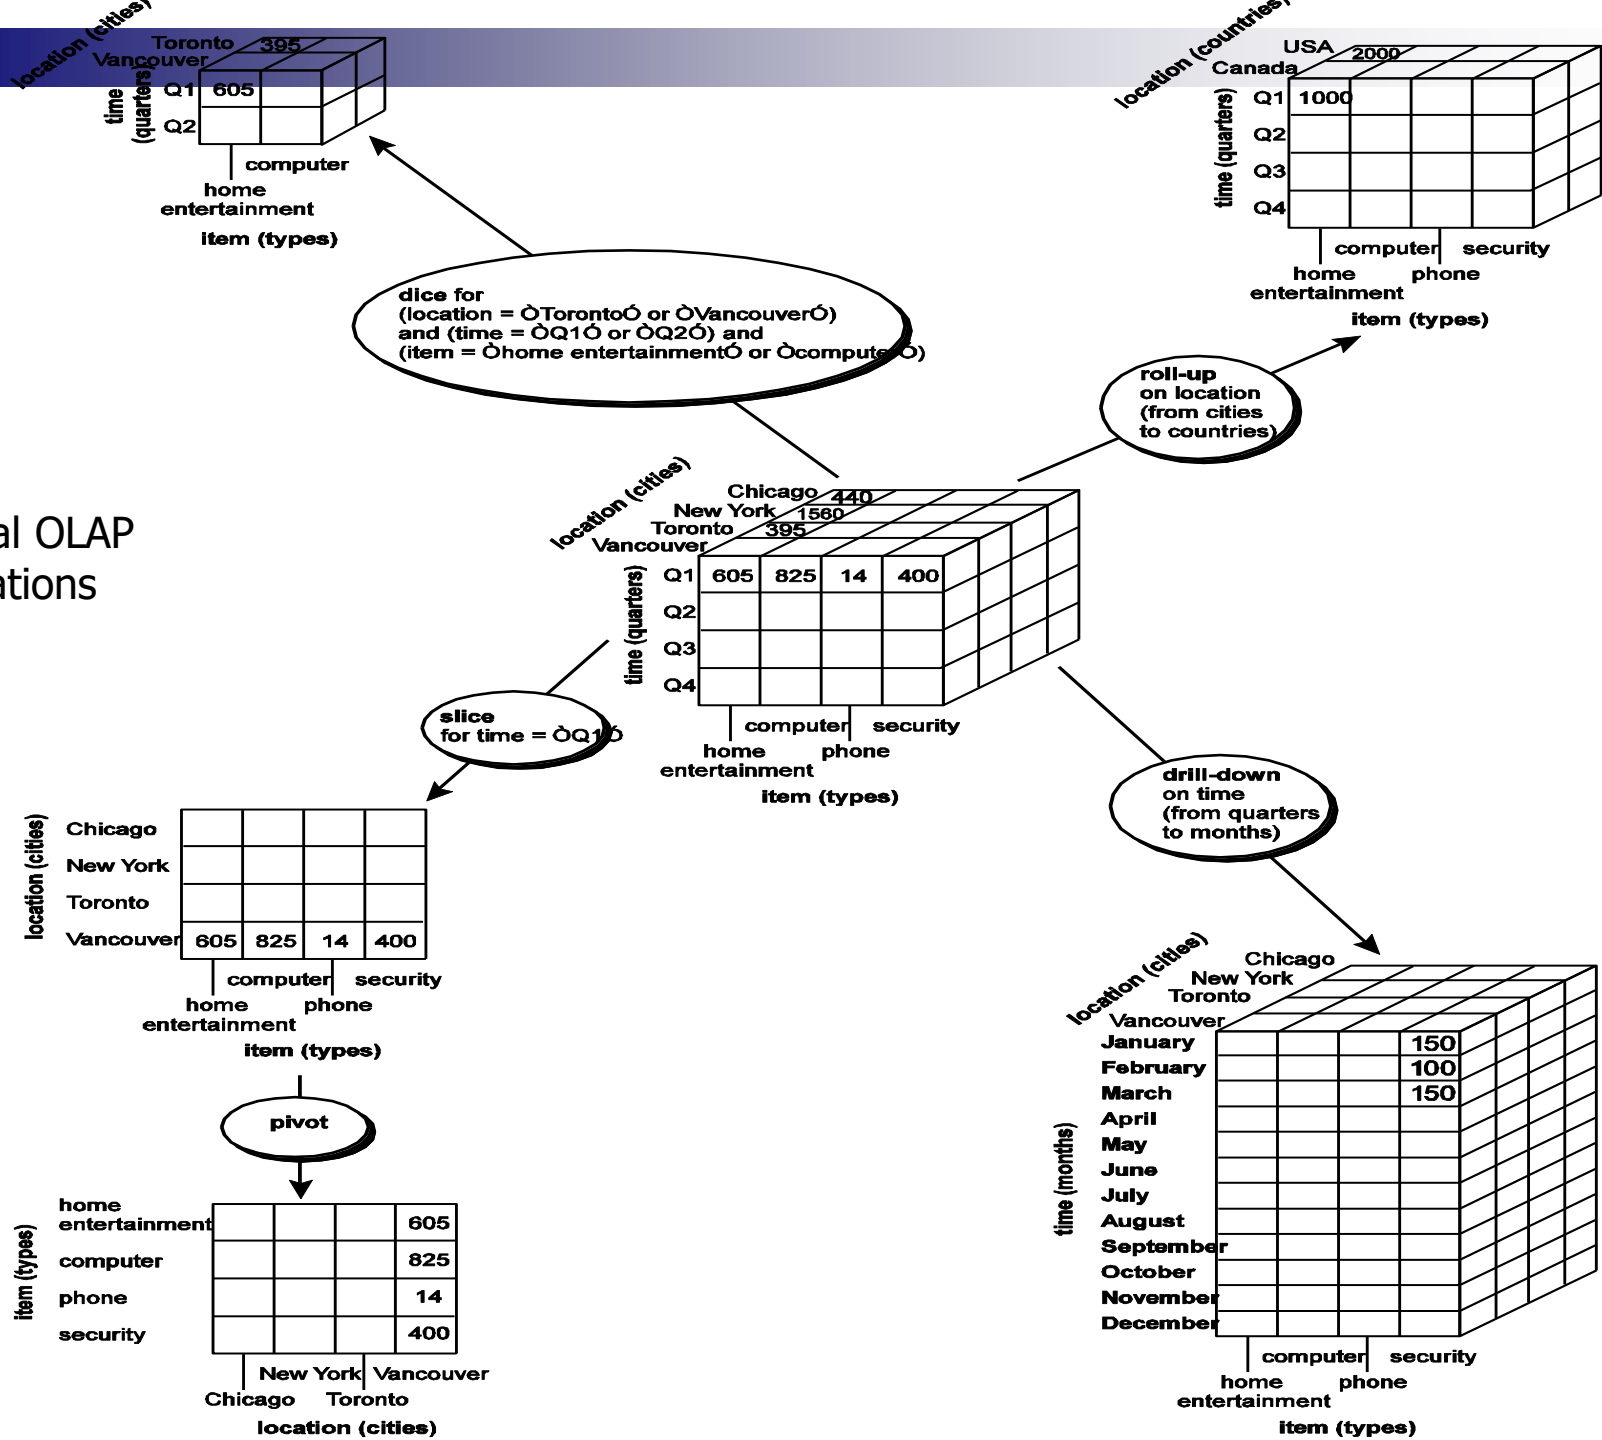 location (cities)
Toronto
395
Vancouver
time
(quarters)
Q1
605
Q2
computer
home
entertainment
item (types)
location (countries)
USA
2000
Canada
time (quarters)
Q1
1000
Q2
Q3
Q4
computer
security
home
entertainment
phone
item (types)
dice for
(location = ÒTorontoÓ or ÒVancouverÓ)
and (time = ÒQ1Ó or ÒQ2Ó) and
(item = Òhome entertainmentÓ or ÒcomputerÓ)
roll-up
on location
(from cities
to countries)
al OLAP
ations
location (cities)
Chicago
440
New York
1560
Toronto
395
Vancouver
time (quarters)
Q1
605 825 14 400
Q2
Q3
Q4
computer
security
home
entertainment
phone
item (types)
slice
for time = ÒQ1Ó
drill-down
on time
(from quarters
to months)
location (cities)
Chicago
New York
Toronto
Vancouver
605 825 14 400
computer
security
home
entertainment
phone
item (types)
pivot
item (types)
home
entertainment
605
computer
825
phone
14
security
400
New York
Vancouver
Chicago
Toronto
location (cities)
location (cities)
Chicago
New York
Toronto
Vancouver
time (months)
January
150
February
100
March
150
April
May
June
July
August
September
October
November
December
computer
security
home
entertainment
phone
item (types)